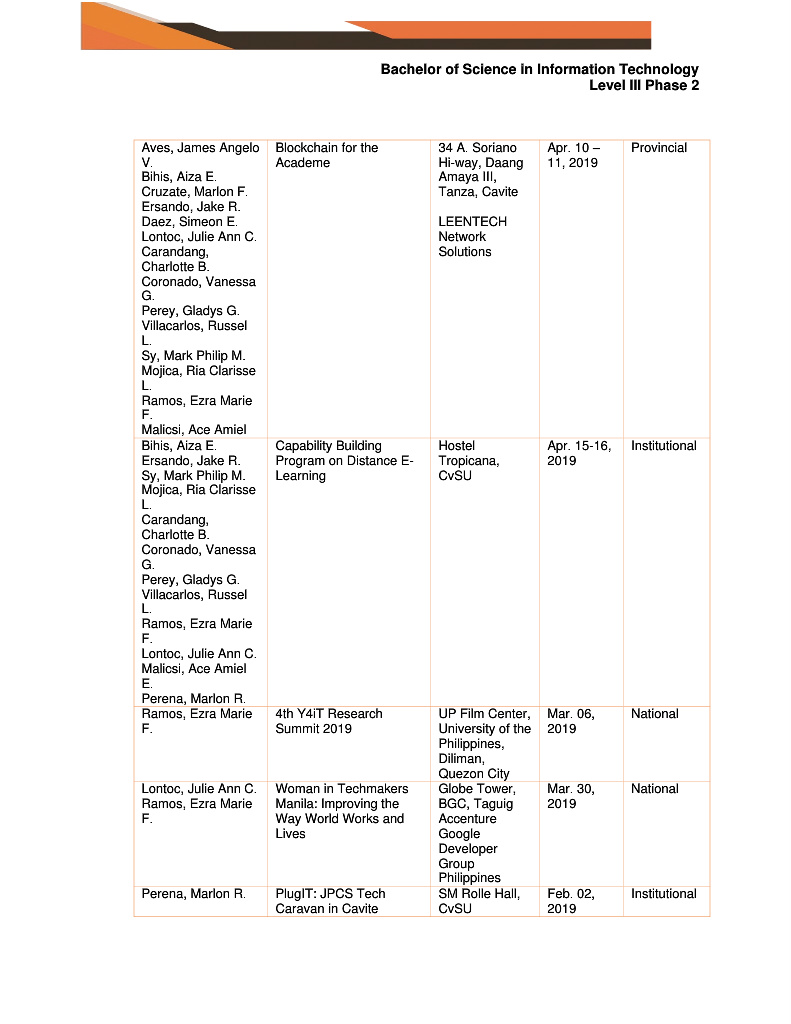 Bachelor of Science in Information Technology
Level III Phase 2
Aves, James Angelo
V.
Bihis, Aiza E.
Cruzate, Marlon F.
Ersando, Jake R.
Daez, Simeon E.
Lontoc, Julie Ann C.
Carandang,
Charlotte B.
Coronado, Vanessa
G.
Perey, Gladys G.
Villacarlos, Russel
L.
Sy, Mark Philip M.
Mojica, Ria Clarisse
L.
Ramos, Ezra Marie
F.
Malicsi, Ace Amiel
Blockchain for the
Academe
34 A. Soriano
Hi-way, Daang
Amaya III,
Tanza, Cavite
LEENTECH
Network
Solutions
Apr. 10 –
11, 2019
Provincial
Bihis, Aiza E.
Ersando, Jake R.
Sy, Mark Philip M.
Mojica, Ria Clarisse
L.
Carandang,
Charlotte B.
Coronado, Vanessa
G.
Perey, Gladys G.
Villacarlos, Russel
L.
Ramos, Ezra Marie
F.
Lontoc, Julie Ann C.
Malicsi, Ace Amiel
E.
Perena, Marlon R.
Capability Building
Program on Distance E-
Learning
Hostel
Tropicana,
CvSU
Apr. 15-16,
2019
Institutional
Ramos, Ezra Marie
F.
4th Y4iT Research
Summit 2019
UP Film Center,
University of the
Philippines,
Diliman,
Quezon City
Mar. 06,
2019
National
Lontoc, Julie Ann C.
Ramos, Ezra Marie
F.
Woman in Techmakers
Manila: Improving the
Way World Works and
Lives
Globe Tower,
BGC, Taguig
Accenture
Google
Developer
Group
Philippines
Mar. 30,
2019
National
Perena, Marlon R.
PlugIT: JPCS Tech
Caravan in Cavite
SM Rolle Hall,
CvSU
Feb. 02,
2019
Institutional